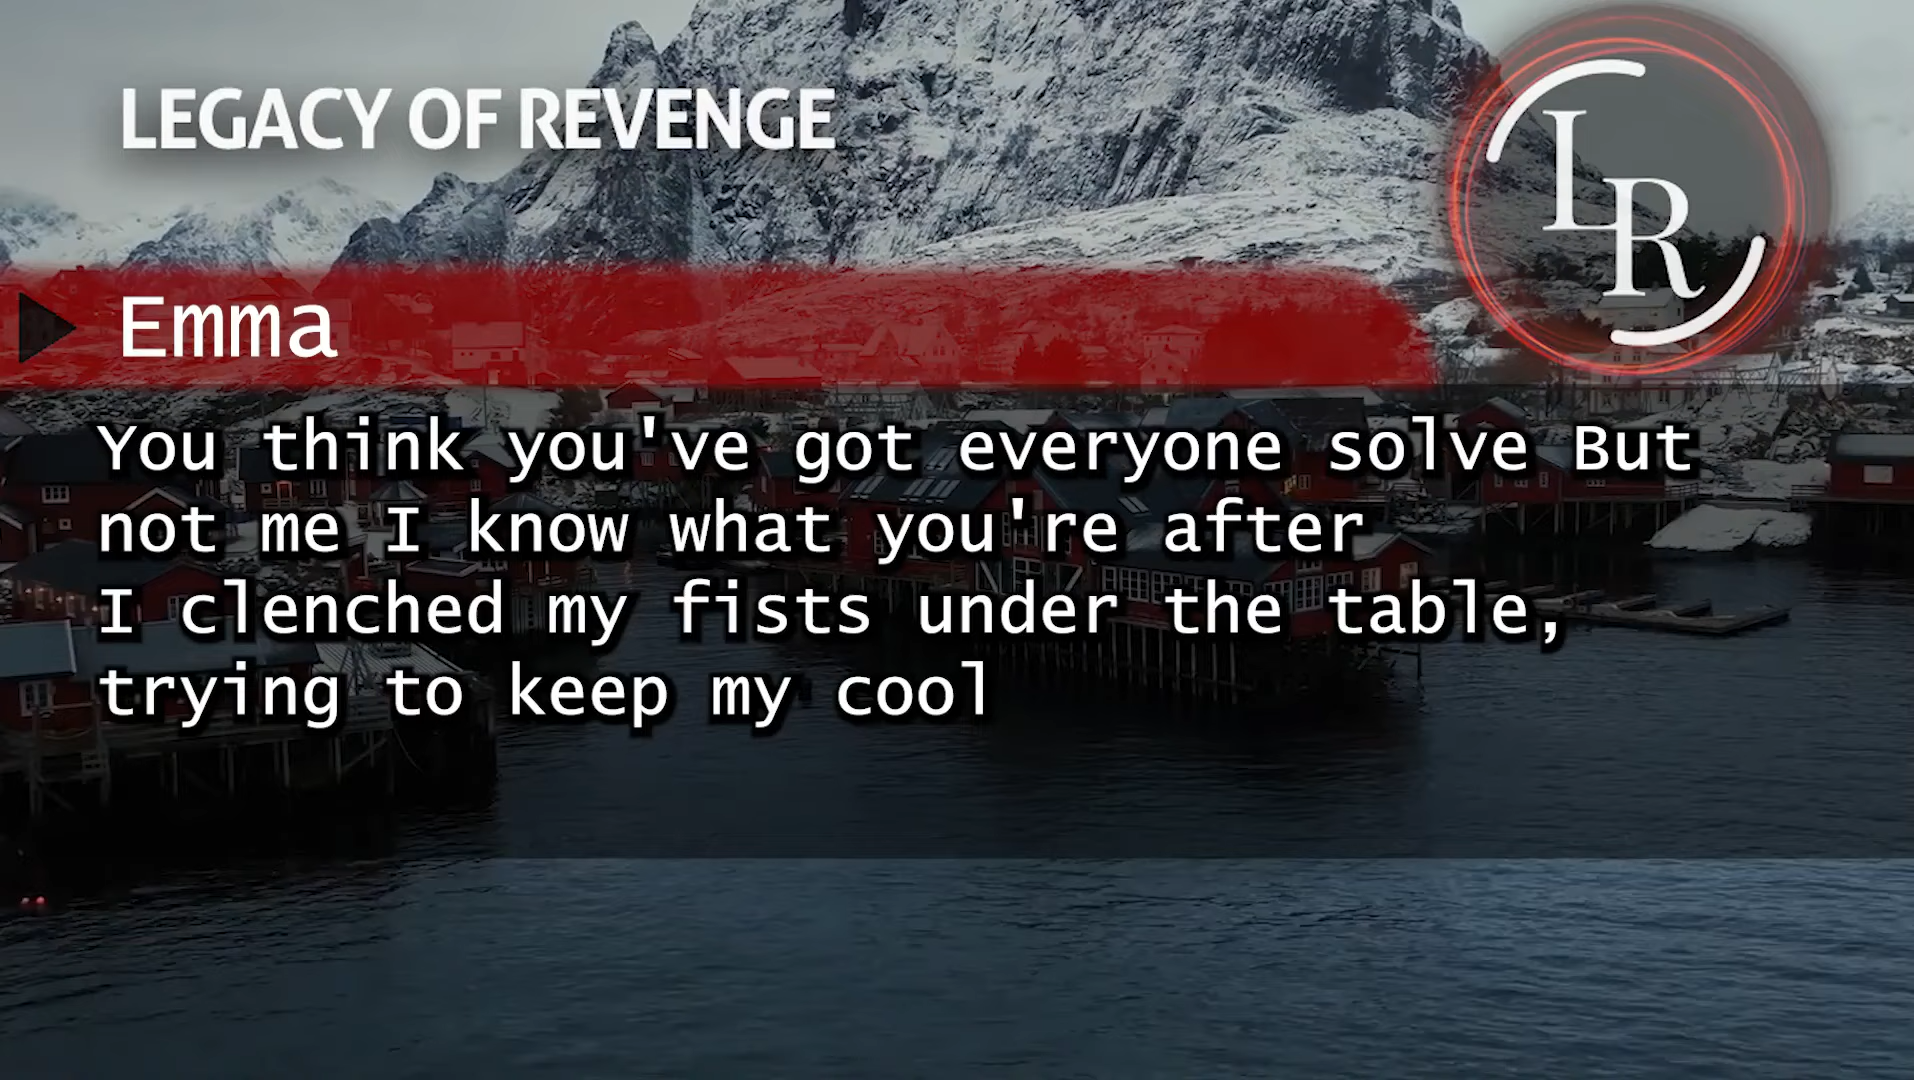 LEGACY OF REVENGE
LR
Emma
You think you've got everyone solve But
not me I know what you're after
I clenched my fists under the table,
trying to keep my cool